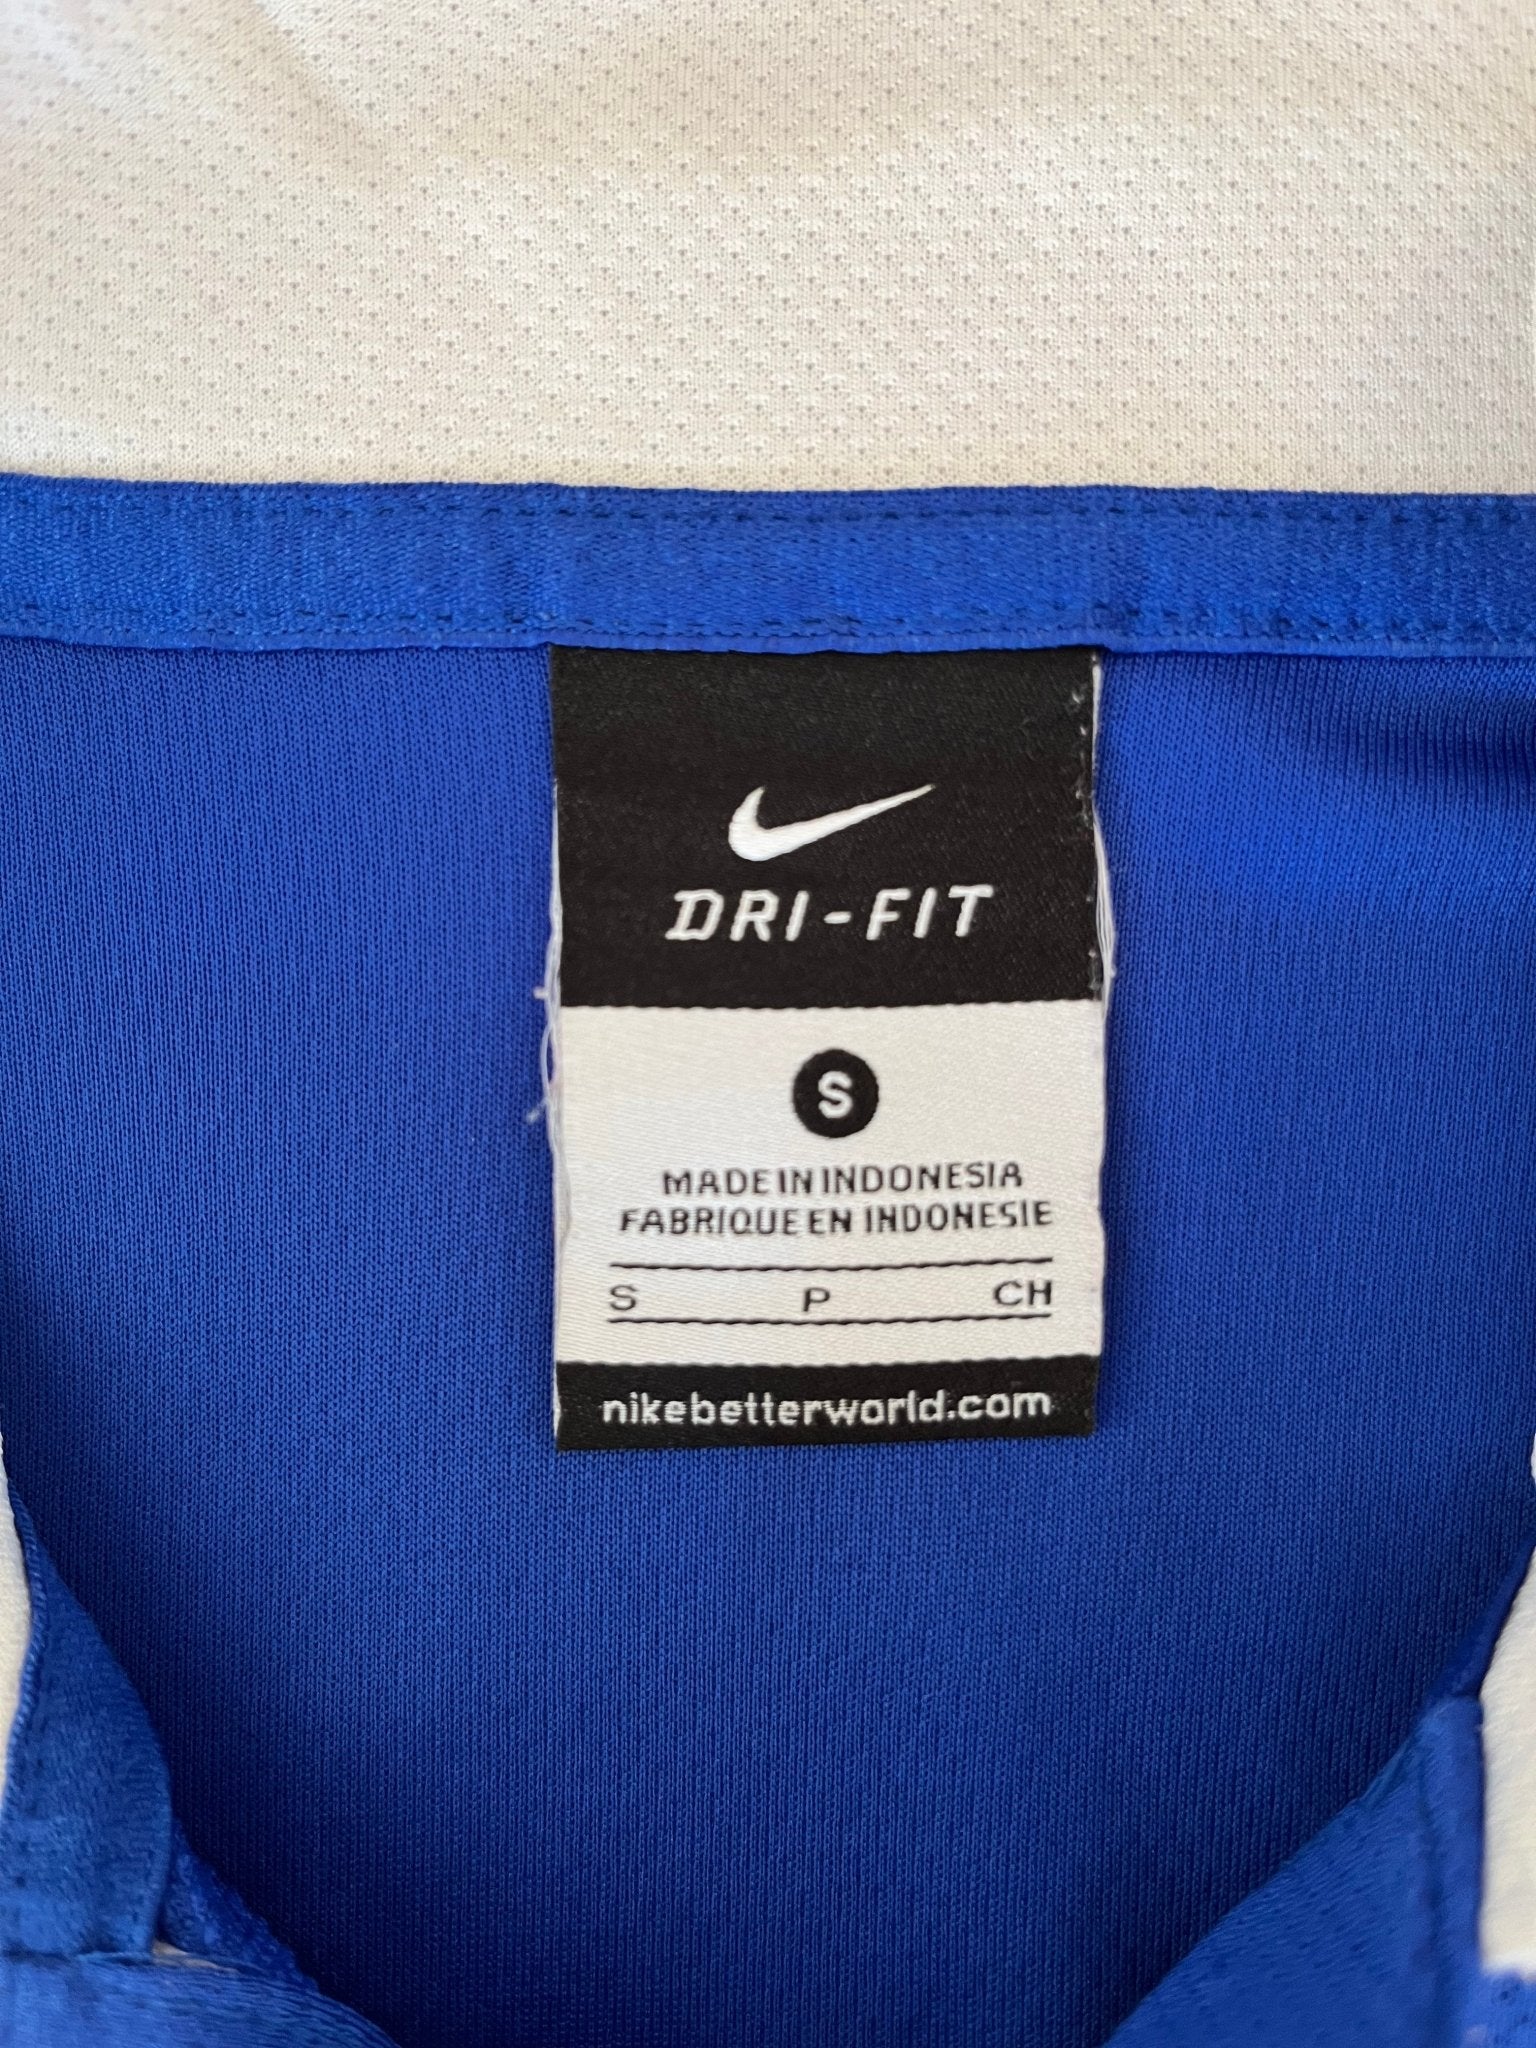 DRI-FIT
S
MADE IN INDONESIA
FABRIQUE EN INDONESIE
S P CH
nikebetterworld.com